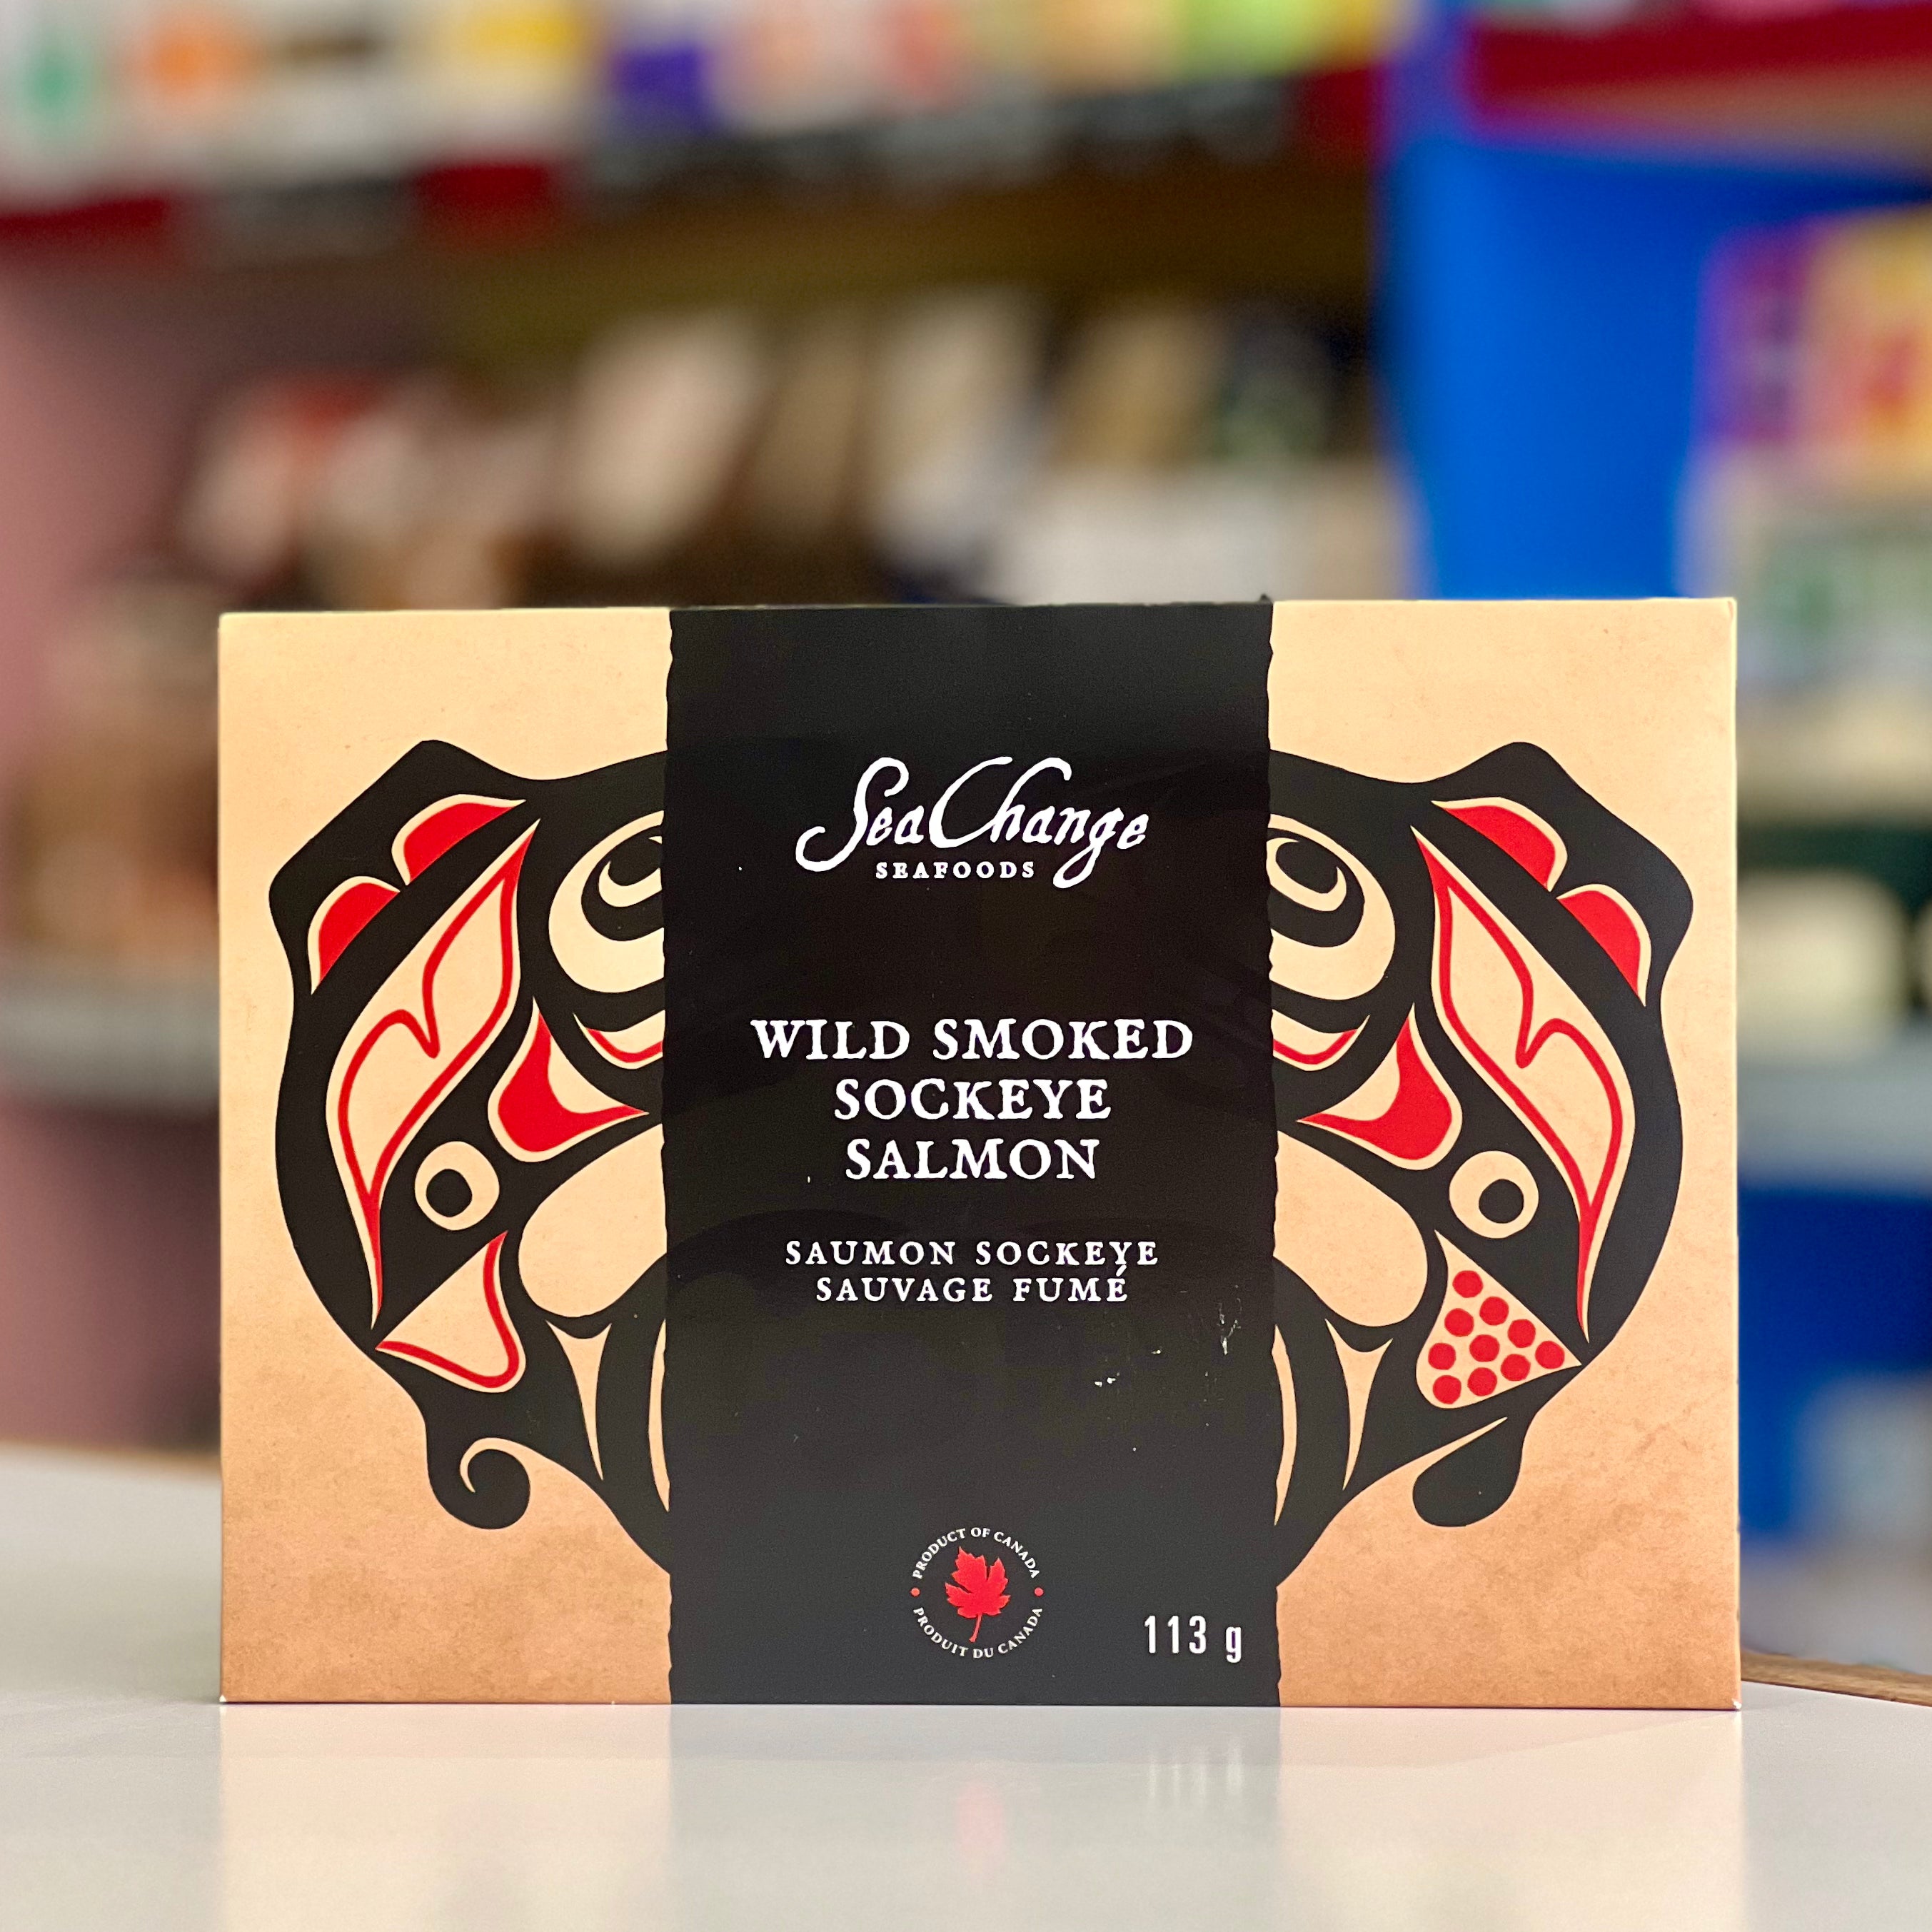 SeaChange
SEAFOODS
WILD SMOKED
SOCKEYE
SALMON
SAUMON SOCKEYE
SAUVAGE FUMÉ
PRODUCT OF CANADA
PRODUIT DU CANADA
113 g